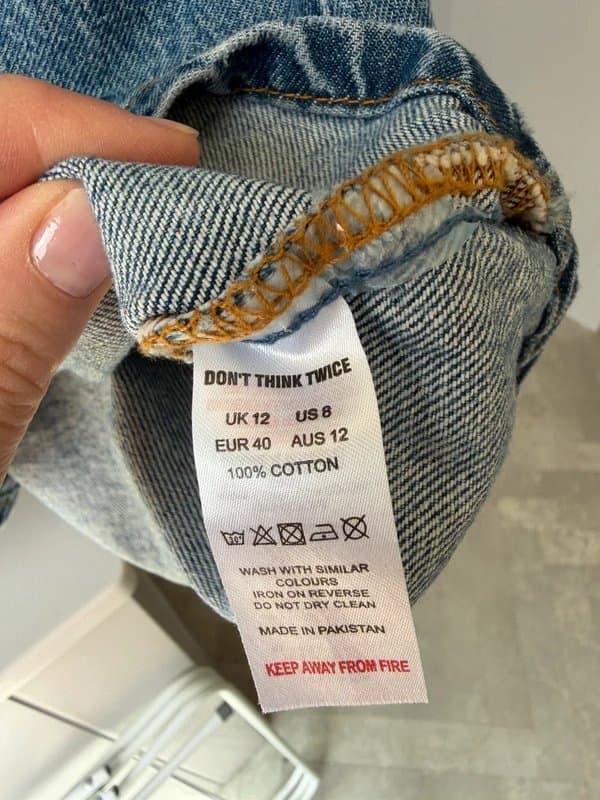 DON'T THINK TWICE
UK 12 US 8
EUR 40 AUS 12
100% COTTON
30°
WASH WITH SIMILAR
COLOURS
IRON ON REVERSE
DO NOT DRY CLEAN
MADE IN PAKISTAN
KEEP AWAY FROM FIRE